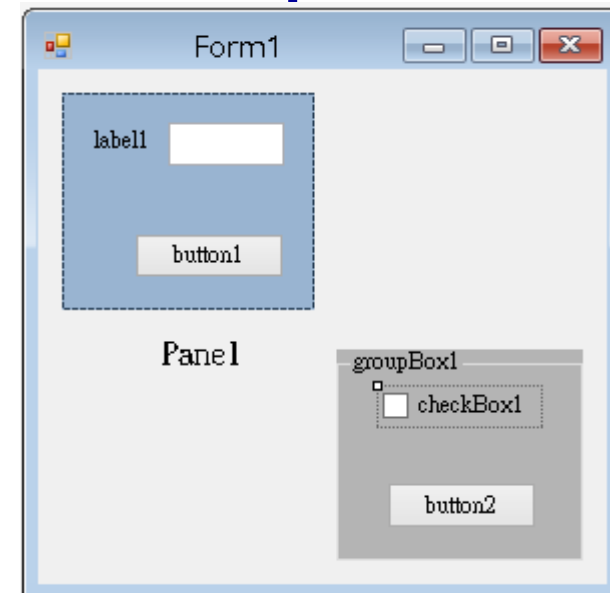 Form1
label1
button1
Panel
groupBox1
checkBox1
button2